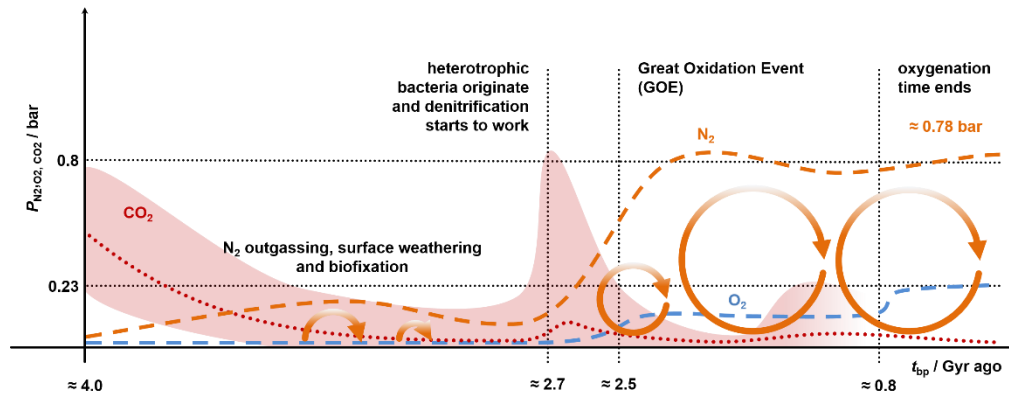 heterotrophic
bacteria originate
and denitrification
starts to work
Great Oxidation Event
(GOE)
oxygenation
time ends
≈ 0.78 bar
N₂
P_N2,O2, CO2 / bar
0.8
CO₂
N₂ outgassing, surface weathering
and biofixation
0.23
O₂
t_bp / Gyr ago
≈ 4.0
≈ 2.7
≈ 2.5
≈ 0.8